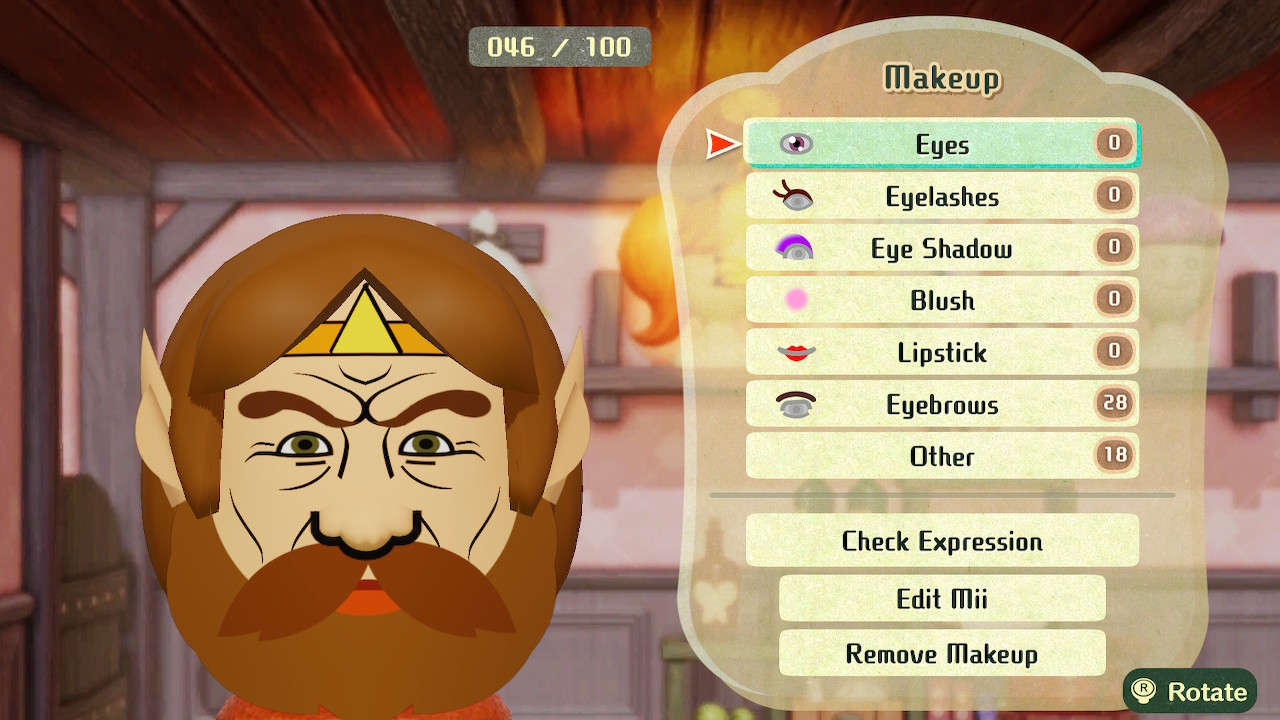 046 / 100
Makeup
Eyes 0
Eyelashes 0
Eye Shadow 0
Blush 0
Lipstick 0
Eyebrows 28
Other 18
Check Expression
Edit Mii
Remove Makeup
R Rotate